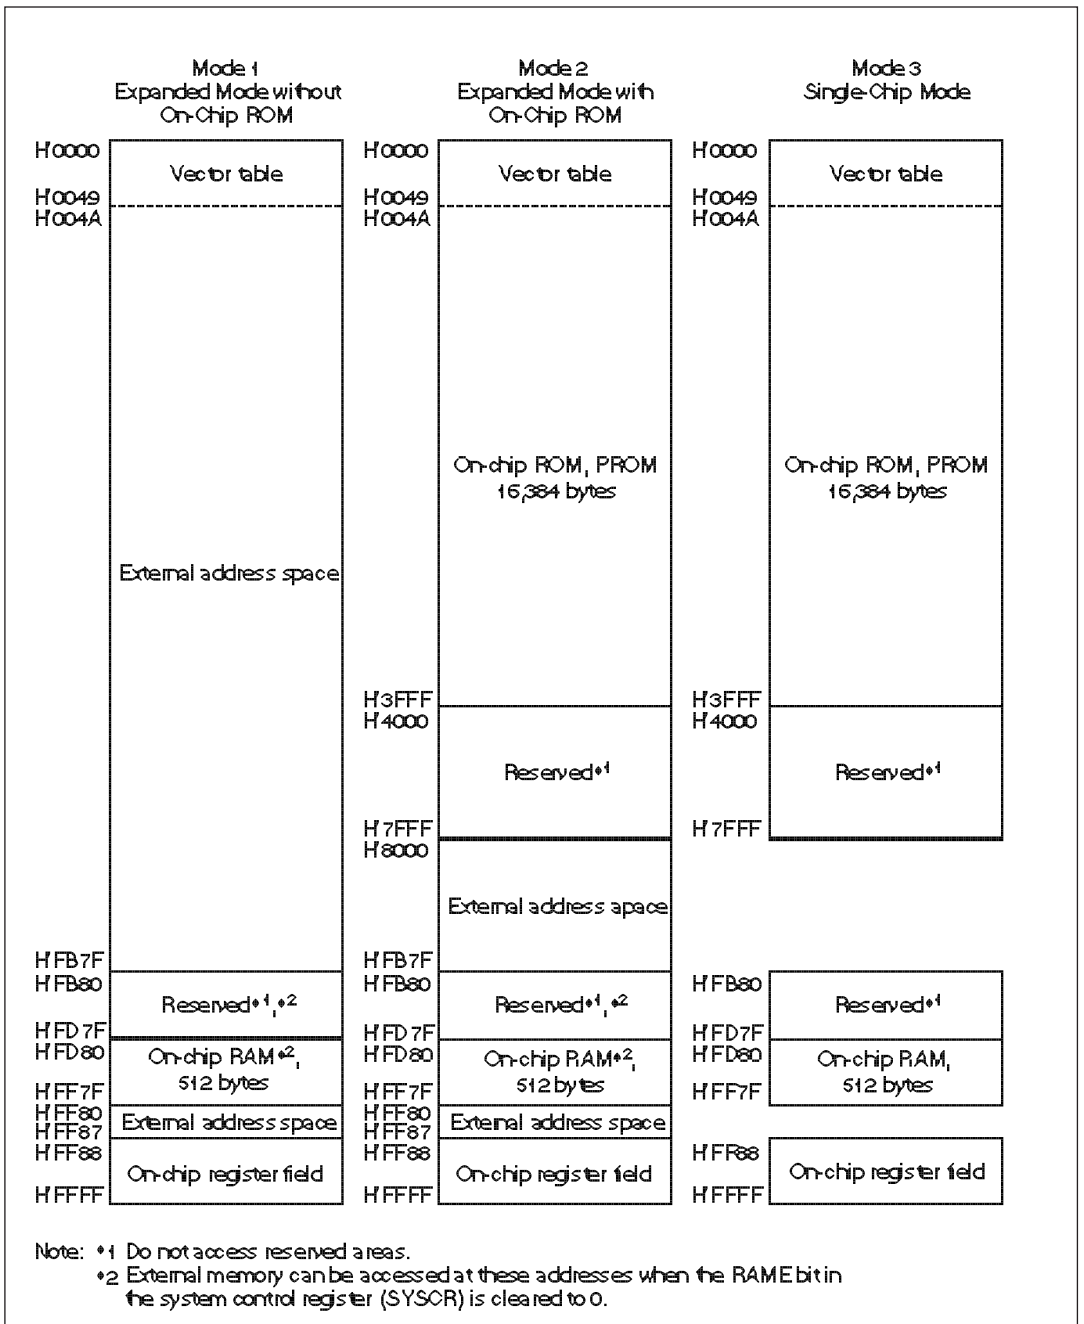 Mode 1
Expanded Mode without
On-Chip ROM
H'0000
Vector table
H'0049
H'004A
External address space
H'FB7F
H'FB80
Reserved*1,*2
H'FD7F
H'FD80
On-chip RAM*2,
512 bytes
H'FF7F
H'FF80
External address space
H'FF87
H'FF88
On-chip register field
H'FFFF
Mode 2
Expanded Mode with
On-Chip ROM
H'0000
Vector table
H'0049
H'004A
On-chip ROM, PROM
16,384 bytes
H'3FFF
H'4000
Reserved*1
H'7FFF
H'8000
External address apace
H'FB7F
H'FB80
Reserved*1,*2
H'FD7F
H'FD80
On-chip RAM*2,
512 bytes
H'FF7F
H'FF80
External address space
H'FF87
H'FF88
On-chip register field
H'FFFF
Mode 3
Single-Chip Mode
H'0000
Vector table
H'0049
H'004A
On-chip ROM, PROM
16,384 bytes
H'3FFF
H'4000
Reserved*1
H'7FFF
H'FB80
Reserved*1
H'FD7F
H'FD80
On-chip RAM,
512 bytes
H'FF7F
H'FF88
On-chip register field
H'FFFF
Note: *1 Do not access reserved areas.
*2 External memory can be accessed at these addresses when the RAME bit in
the system control register (SYSCR) is cleared to 0.